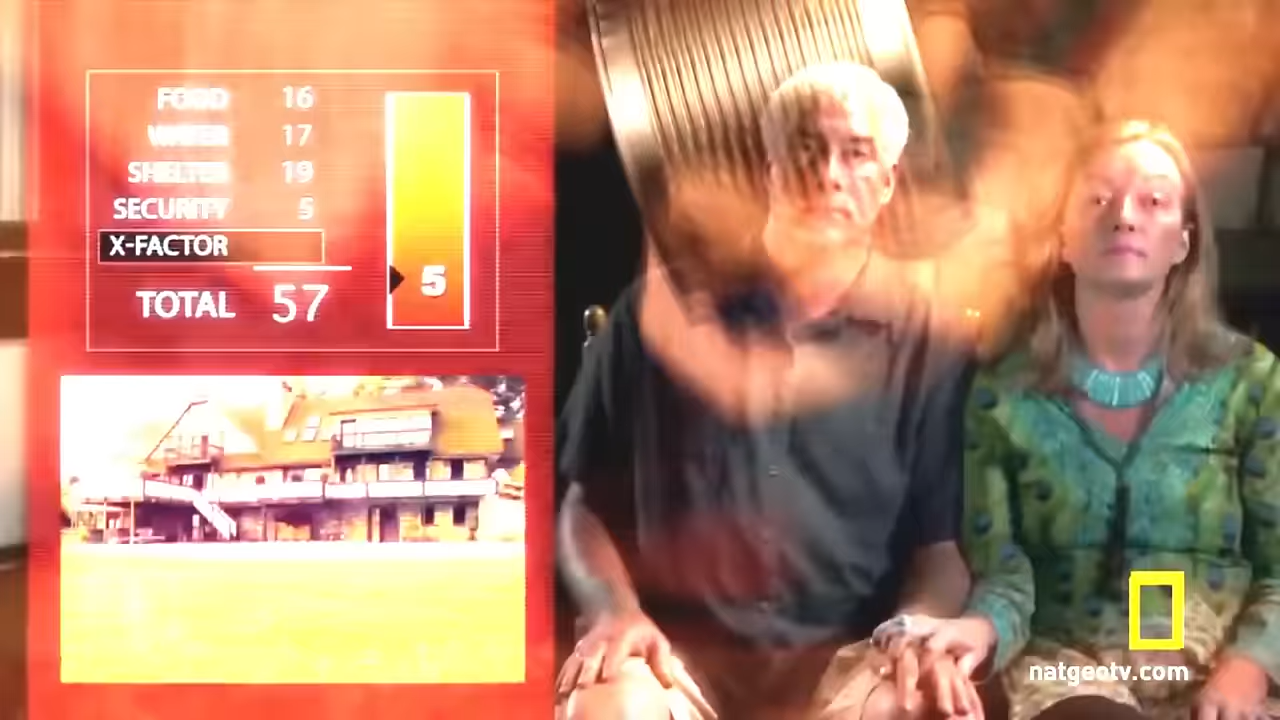 FOOD 16
WATER 17
SHELTER 19
SECURITY 5
X-FACTOR
TOTAL 57
5
natgeotv.com